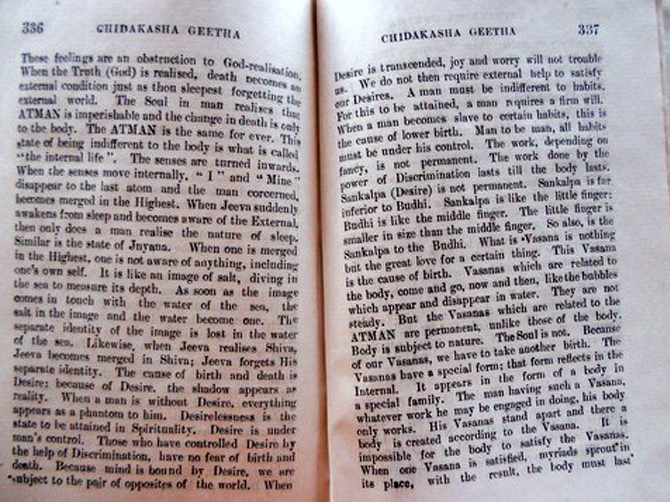 336 CHIDAKASHA GEETHA
These feelings are an obstruction to God-realisation.
When the Truth (God) is realised, death becomes an
external condition just as thon sleepest forgetting the
external world. The Soul in man realises that
ATMAN is imperishable and the change in death is only
to the body. The ATMAN is the same for ever. This
state of being indifferent to the body is what is called
"the internal life". The senses are turned inwards.
When the senses move internally, "I" and "Mine"
disappear to the last atom and the man concerned,
becomes merged in the Highest. When Jeeva suddenly
awakens from sleep and becomes aware of the External,
then only does a man realise the nature of sleep.
Similar is the state of Jnyana. When one is merged
in the Highest, one is not aware of anything, including
one's own self. It is like an image of salt, diving in
the sea to measure its depth. As soon as the image
comes in touch with the water of the sea, the
salt in the image and the water become one. The
separate identity of the image is lost in the water
of the sea. Likewise, when Jeeva realises Shiva,
Jeeva becomes merged in Shiva; Jeeva forgets His
separate identity. The cause of birth and death is
Desire; because of Desire, the shadow appears as
reality. When a man is without Desire, everything
appears as a phantom to him. Desirelessness is the
state to be attained in Spirituality. Desire is under
man's control. Those who have controlled Desire by
the help of Discrimination, have no fear of birth and
death. Because mind is bound by Desire, we are
subject to the pair of opposites of the world. When
CHIDAKASHA GEETHA 337
Desire is transcended, joy and worry will not trouble
us. We do not then require external help to satisfy
our Desires. A man must be indifferent to habits.
For this to be attained, a man requires a firm will.
When a man becomes slave to certain habits, this is
the cause of lower birth. Man to be man, all habits
must be under his control. The work, depending on
fancy, is not permanent. The work done by the
power of Discrimination lasts till the body lasts.
Sankalpa (Desire) is not permanent. Sankalpa is far
inferior to Budhi. Sankalpa is like the little finger:
Budhi is like the middle finger. The little finger is
smaller in size than the middle finger. So also, is the
Sankalpa to the Budhi. What is Vasana is nothing
but the great love for a certain thing. This Vasana
is the cause of birth. Vasanas which are related to
the body, come and go, now and then, like the bubbles
which appear and disappear in water. They are not
steady. But the Vasanas which are related to the
ATMAN are permanent, unlike those of the body.
Body is subject to nature. The Soul is not. Because
of our Vasanas, we have to take another birth. The
Vasanas have a special form; that form reflects in the
Internal. It appears in the form of a body in
a special family. The man having such a Vasana,
whatever work he may be engaged in doing, his body
only works. His Vasanas stand apart and there a
body is created according to the Vasana. It is
impossible for the body to satisfy the Vasanas.
When one Vasana is satisfied, myriads sprout in
its place, with the result, the body must last